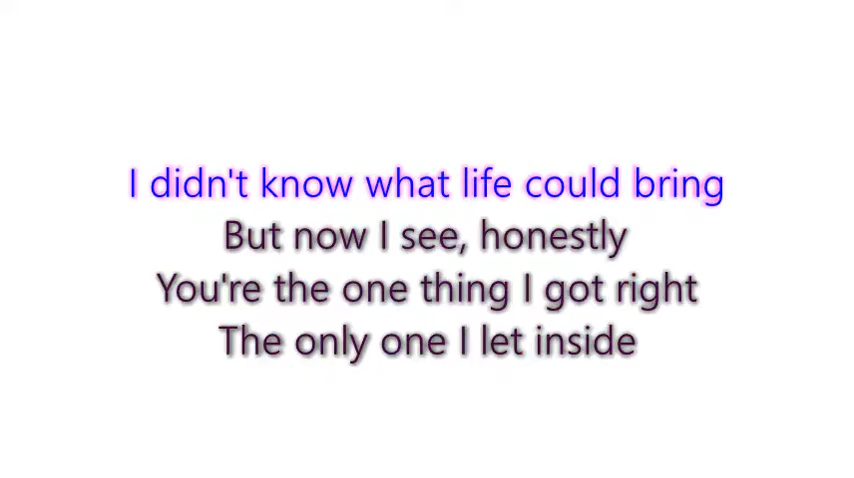 I didn't know what life could bring
But now I see, honestly
You're the one thing I got right
The only one I let inside